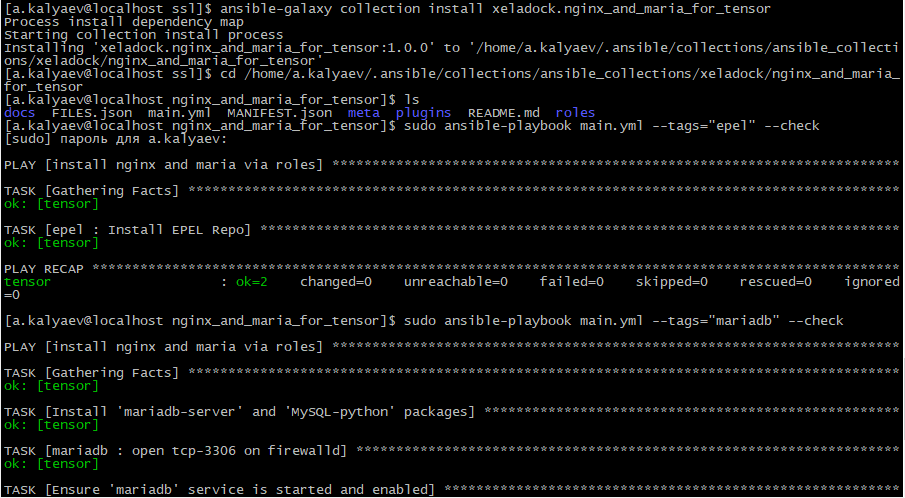 [a.kalyaev@localhost ssl]$ ansible-galaxy collection install xeladock.nginx_and_maria_for_tensor
Process install dependency map
Starting collection install process
Installing 'xeladock.nginx_and_maria_for_tensor:1.0.0' to '/home/a.kalyaev/.ansible/collections/ansible_collecti
ons/xeladock/nginx_and_maria_for_tensor'
[a.kalyaev@localhost ssl]$ cd /home/a.kalyaev/.ansible/collections/ansible_collections/xeladock/nginx_and_maria_
for_tensor
[a.kalyaev@localhost nginx_and_maria_for_tensor]$ ls
docs  FILES.json  main.yml  MANIFEST.json  meta  plugins  README.md  roles
[a.kalyaev@localhost nginx_and_maria_for_tensor]$ sudo ansible-playbook main.yml --tags="epel" --check
[sudo] пароль для a.kalyaev:
PLAY [install nginx and maria via roles] ************************************************************************
TASK [Gathering Facts] *****************************************************************************************
ok: [tensor]
TASK [epel : Install EPEL Repo] ********************************************************************************
ok: [tensor]
PLAY RECAP *****************************************************************************************************
tensor                     : ok=2    changed=0    unreachable=0    failed=0    skipped=0    rescued=0    ignored
=0
[a.kalyaev@localhost nginx_and_maria_for_tensor]$ sudo ansible-playbook main.yml --tags="mariadb" --check
PLAY [install nginx and maria via roles] ************************************************************************
TASK [Gathering Facts] *****************************************************************************************
ok: [tensor]
TASK [Install 'mariadb-server' and 'MySQL-python' packages] ****************************************************
ok: [tensor]
TASK [mariadb : open tcp-3306 on firewalld] ********************************************************************
ok: [tensor]
TASK [Ensure 'mariadb' service is started and enabled] *********************************************************